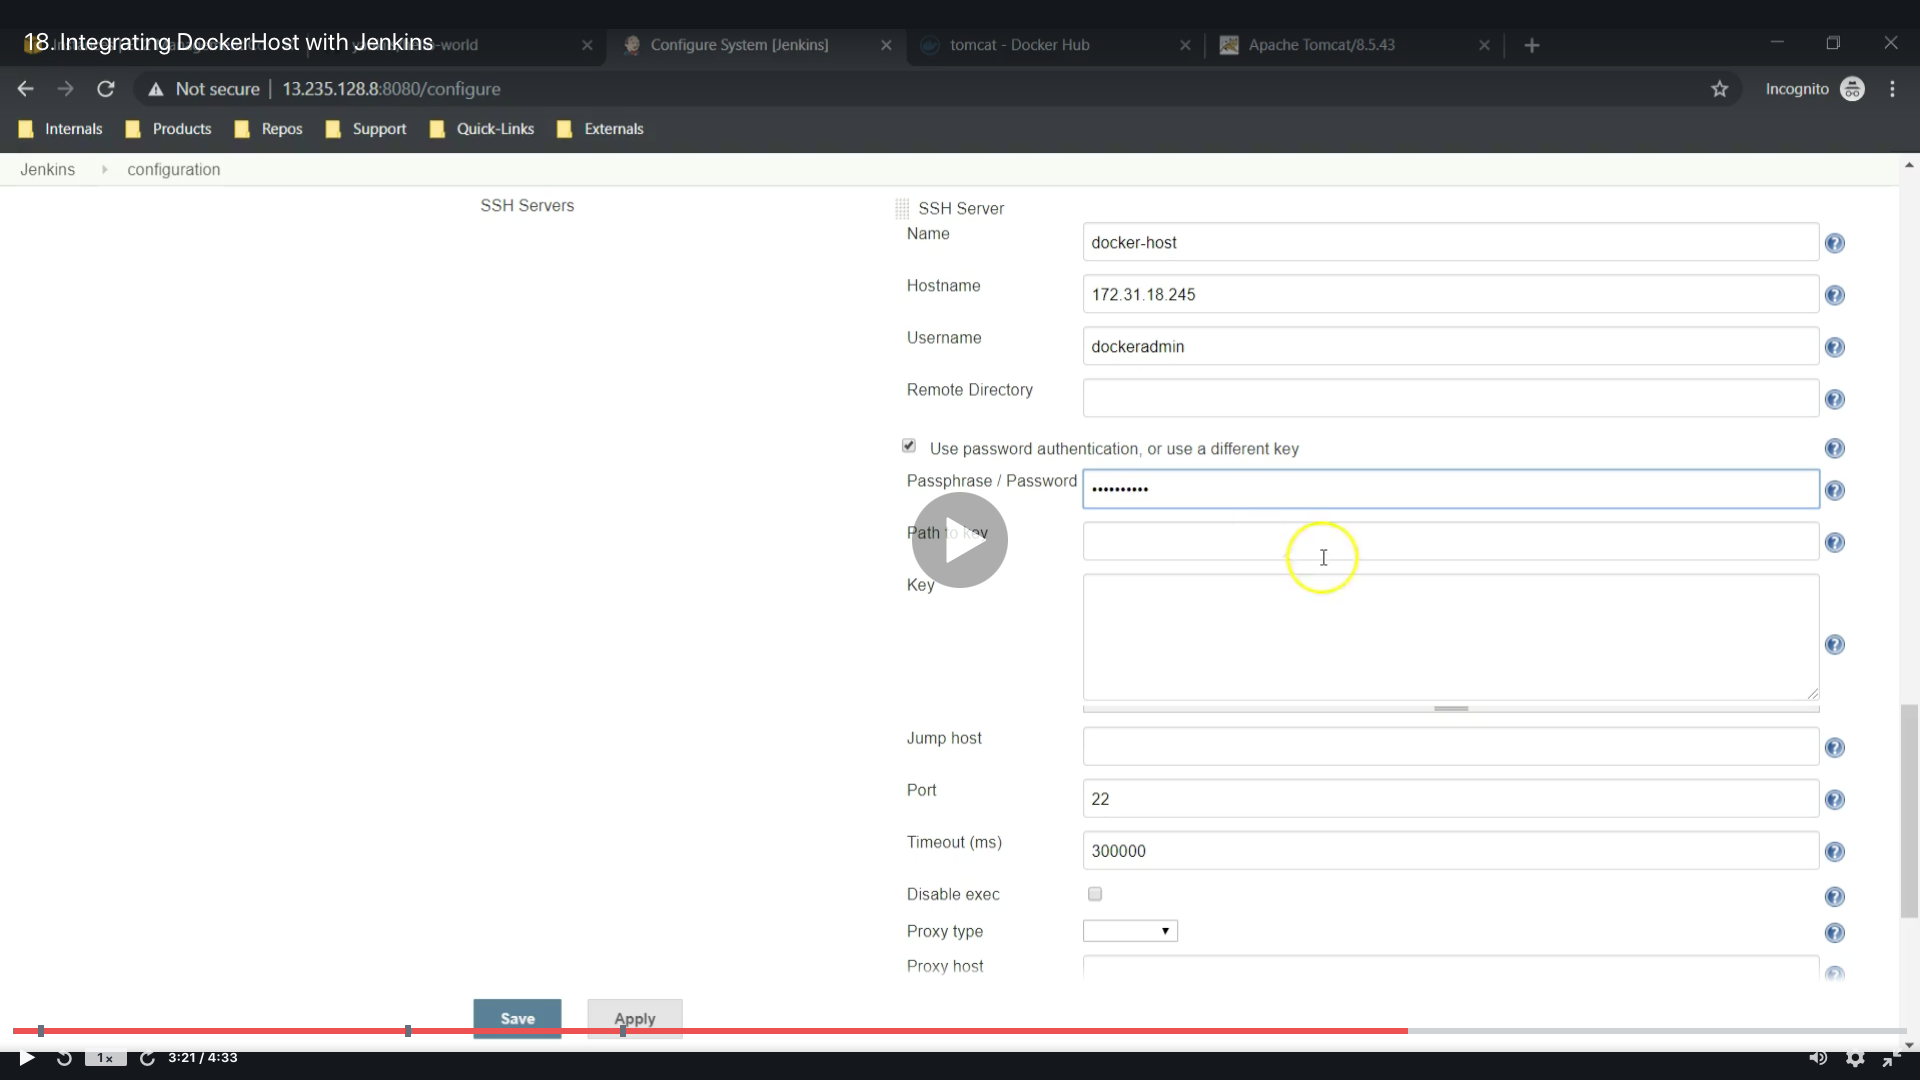 18. Integrating DockerHost with Jenkins
Configure System [Jenkins]
tomcat - Docker Hub
Apache Tomcat/8.5.43
Not secure | 13.235.128.8:8080/configure
Incognito
Internals
Products
Repos
Support
Quick-Links
Externals
Jenkins
configuration
SSH Servers
SSH Server
Name
docker-host
Hostname
172.31.18.245
Username
dockeradmin
Remote Directory
Use password authentication, or use a different key
Passphrase / Password
••••••••••
Path to key
Key
Jump host
Port
22
Timeout (ms)
300000
Disable exec
Proxy type
Proxy host
Save
Apply
1x
3:21 / 4:33